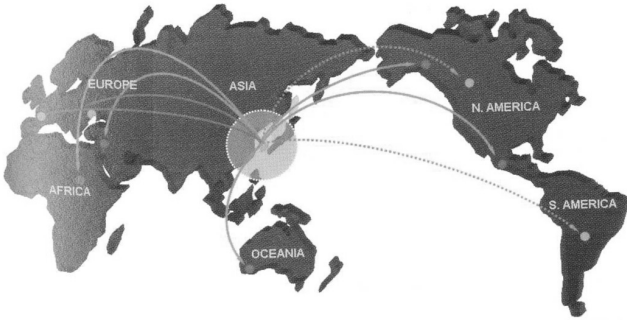 EUROPE
ASIA
N. AMERICA
AFRICA
S. AMERICA
OCEANIA